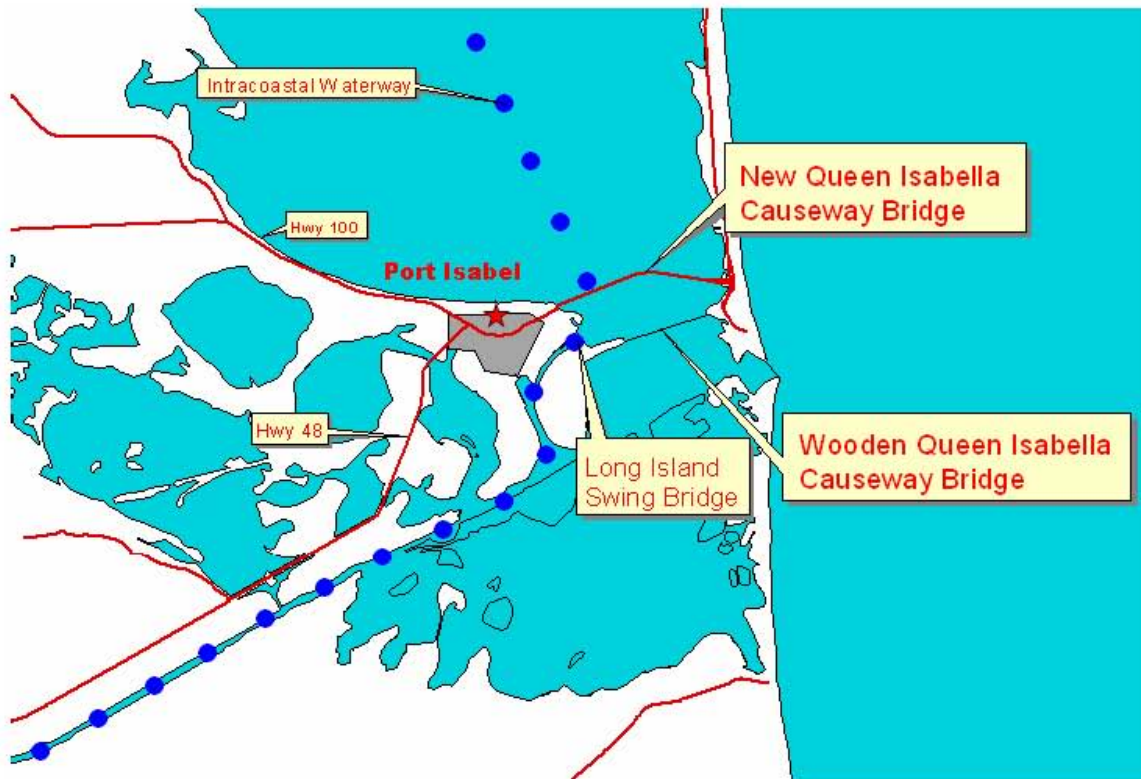 Intracoastal Waterway
New Queen Isabella
Causeway Bridge
Hwy 100
Port Isabel
Hwy 48
Long Island
Swing Bridge
Wooden Queen Isabella
Causeway Bridge